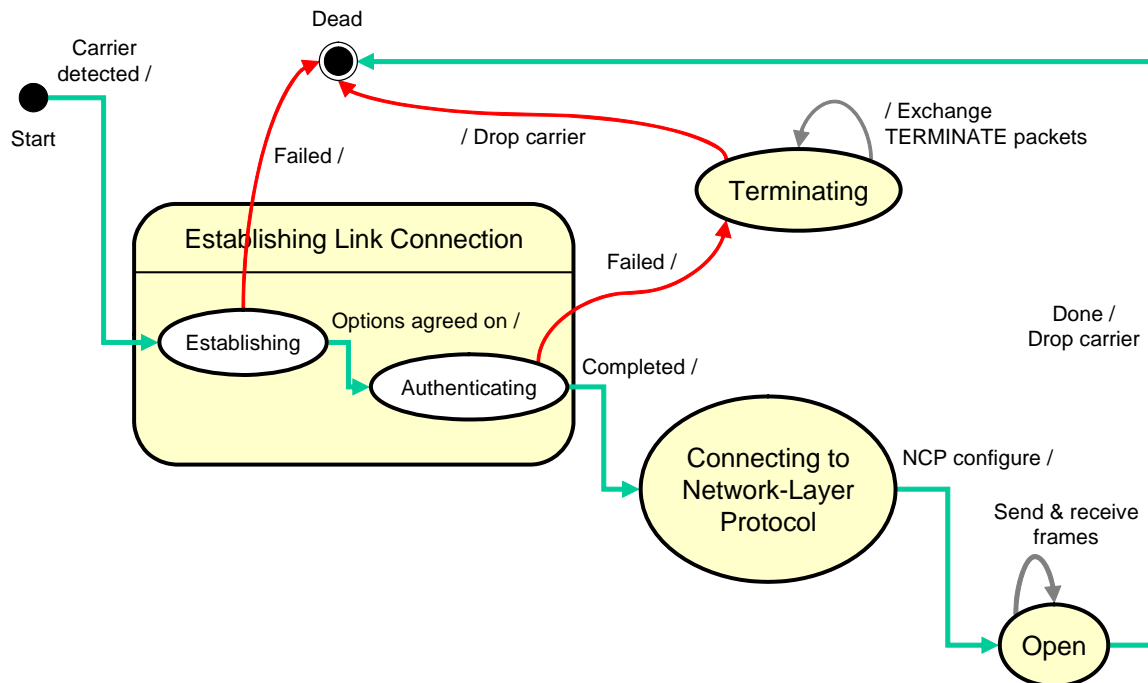 Dead
Carrier
detected /
Start
Failed /
/ Drop carrier
/ Exchange
TERMINATE packets
Terminating
Establishing Link Connection
Failed /
Establishing
Options agreed on /
Authenticating
Completed /
Done /
Drop carrier
Connecting to
Network-Layer
Protocol
NCP configure /
Send & receive
frames
Open